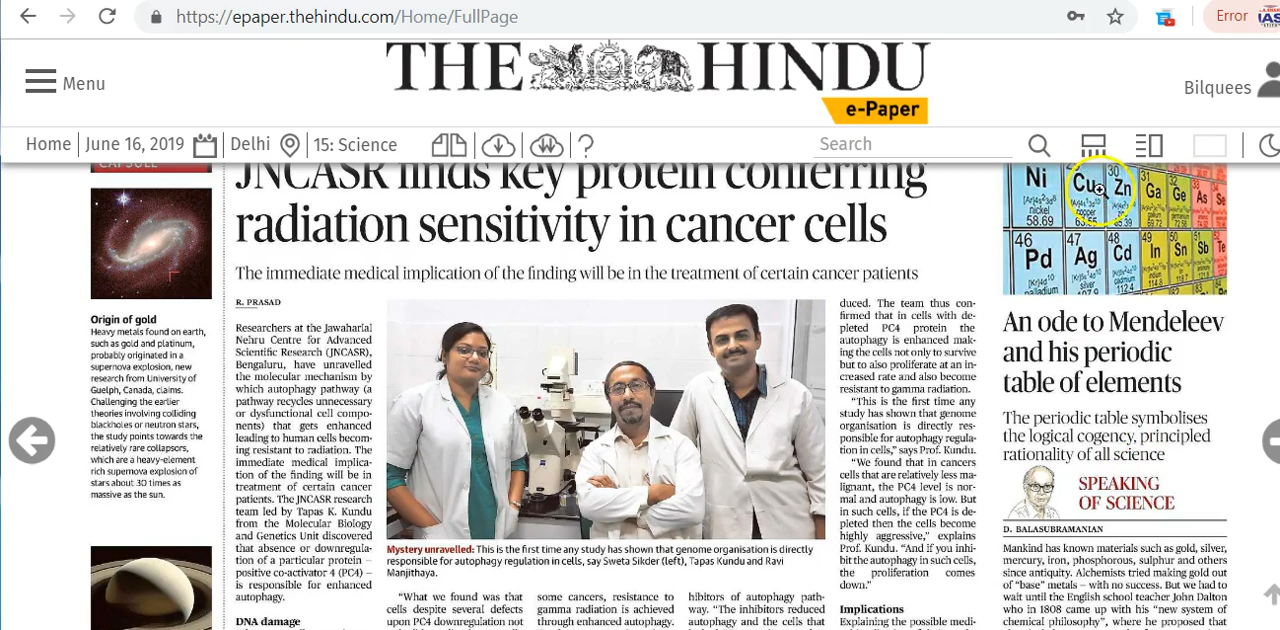 https://epaper.thehindu.com/Home/FullPage
Error
THE HINDU
e-Paper
Menu
Bilquees
Home
June 16, 2019
Delhi
15: Science
?
Search
CAPSULE
JNCASR finds key protein conferring
radiation sensitivity in cancer cells
The immediate medical implication of the finding will be in the treatment of certain cancer patients
Origin of gold
Heavy metals found on earth,
such as gold and platinum,
probably originated in a
supernova explosion, new
research from University of
Guelph, Canada, claims.
Challenging the earlier
theories involving colliding
blackholes or neutron stars,
the study points towards the
relatively rare collapsors,
which are a heavy-element
rich supernova explosion of
stars about 30 times as
massive as the sun.
R. PRASAD
Researchers at the Jawaharlal
Nehru Centre for Advanced
Scientific Research (JNCASR),
Bengaluru, have unravelled
the molecular mechanism by
which autophagy pathway (a
pathway recycles unnecessary
or dysfunctional cell compo-
nents) that gets enhanced
leading to human cells becom-
ing resistant to radiation. The
immediate medical implica-
tion of the finding will be in
treatment of certain cancer
patients. The JNCASR research
team led by Tapas K. Kundu
from the Molecular Biology
and Genetics Unit discovered
that absence or downregula-
tion of a particular protein –
positive co-activator 4 (PC4) –
is responsible for enhanced
autophagy.
DNA damage
Mystery unravelled: This is the first time any study has shown that genome organisation is directly
responsible for autophagy regulation in cells, say Sweta Sikder (left), Tapas Kundu and Ravi
Manjithaya.
"What we found was that
cells despite several defects
upon PC4 downregulation not
some cancers, resistance to
gamma radiation is achieved
through enhanced autophagy.
hibitors of autophagy path-
way. "The inhibitors reduced
autophagy and the cells that
duced. The team thus con-
firmed that in cells with de-
pleted PC4 protein the
autophagy is enhanced mak-
ing the cells not only to survive
but to also proliferate at an in-
creased rate and also become
resistant to gamma radiation.
"This is the first time any
study has shown that genome
organisation is directly res-
ponsible for autophagy regula-
tion in cells," says Prof. Kundu.
"We found that in cancers
cells that are relatively less ma-
lignant, the PC4 level is nor-
mal and autophagy is low. But
in such cells, if the PC4 is de-
pleted then the cells become
highly aggressive," explains
Prof. Kundu. "And if you inhi-
bit the autophagy in such cells,
the proliferation comes
down."
Implications
Explaining the possible medi-
Ni
nickel
58.69
Cu
30
Zn
31
Ga
32
Ge
33
As
Se
46
Pd
47
Ag
silver
48
Cd
cadmium
112.4
49
In
50
Sn
51
Sb
Te
An ode to Mendeleev
and his periodic
table of elements
The periodic table symbolises
the logical cogency, principled
rationality of all science
SPEAKING
OF SCIENCE
D. BALASUBRAMANIAN
Mankind has known materials such as gold, silver,
mercury, iron, phosphorous, sulphur and others
since antiquity. Alchemists tried making gold out
of "base" metals – with no success. But we had to
wait until the English school teacher John Dalton
who in 1808 came up with his "new system of
chemical philosophy", where he proposed that